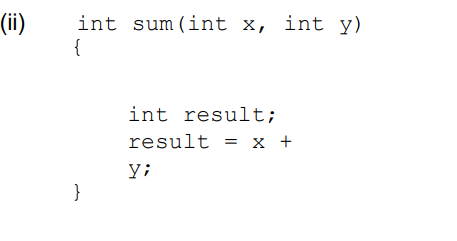 (ii) int sum(int x, int y)
{
int result;
result = x +
y;
}